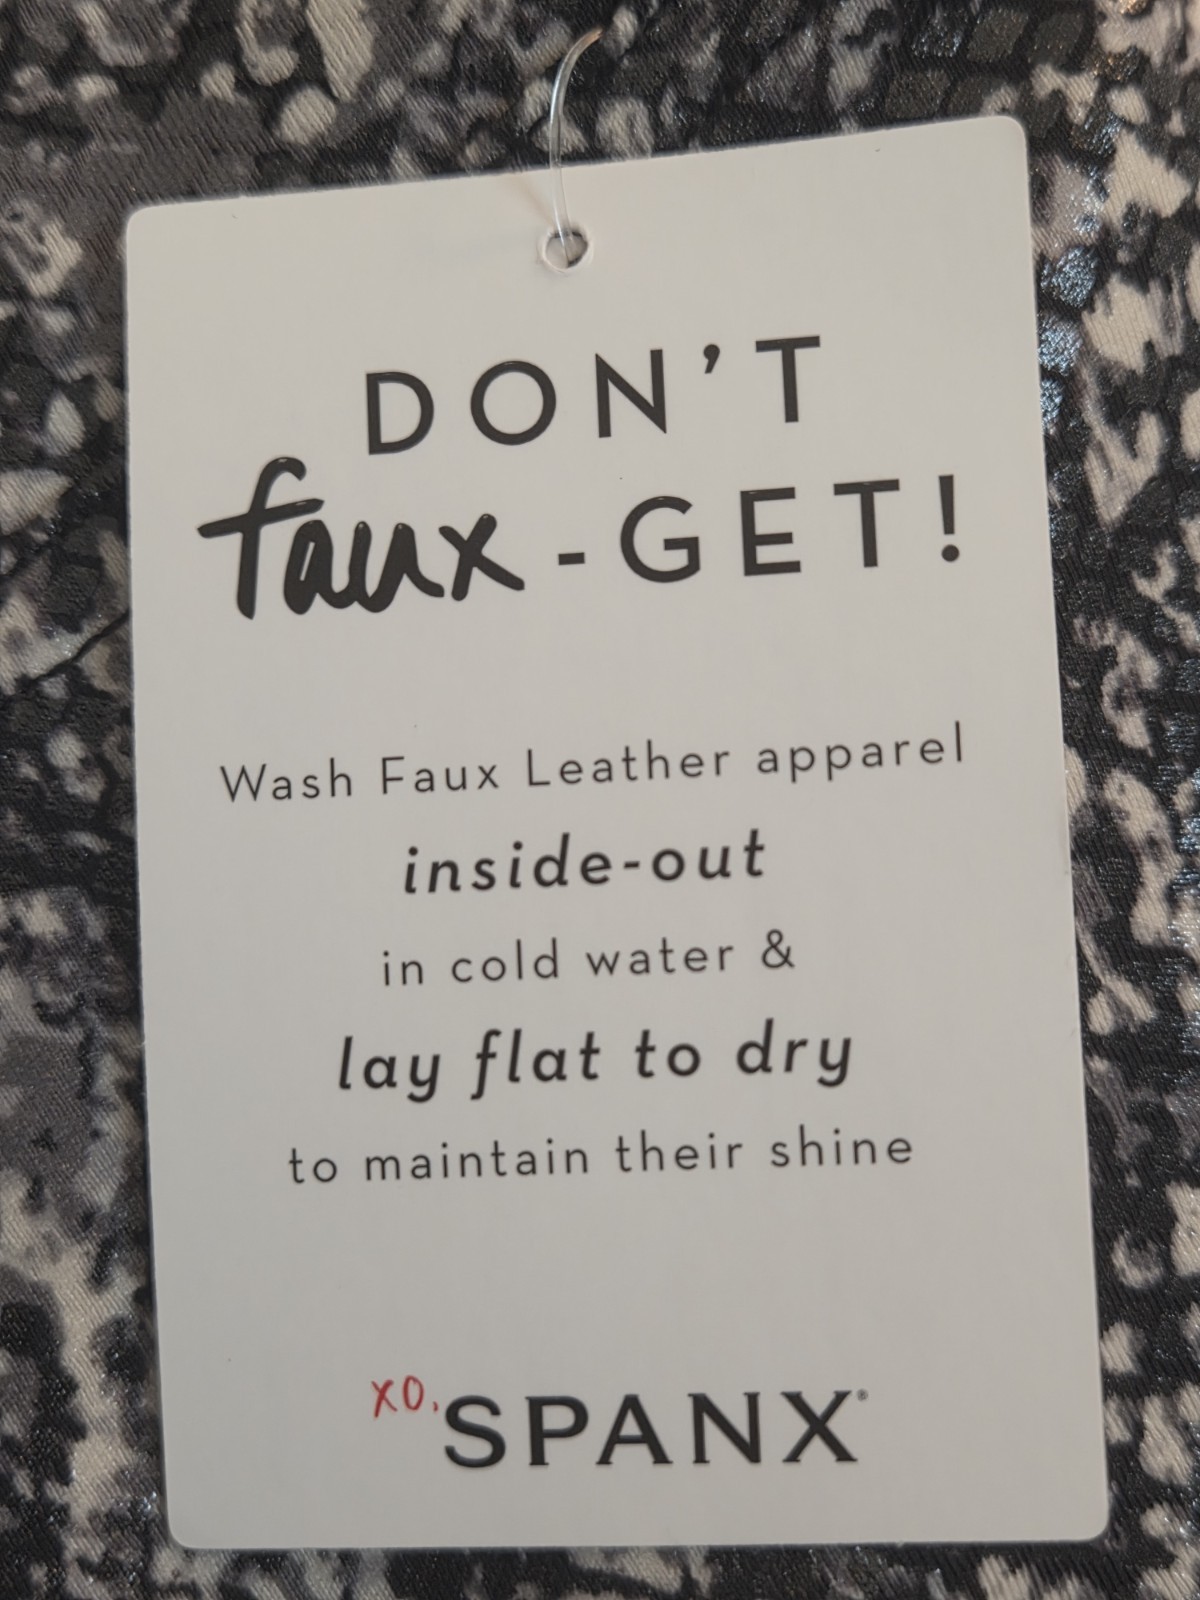 DON'T
faux-GET!
Wash Faux Leather apparel
inside-out
in cold water &
lay flat to dry
to maintain their shine
XO, SPANX®